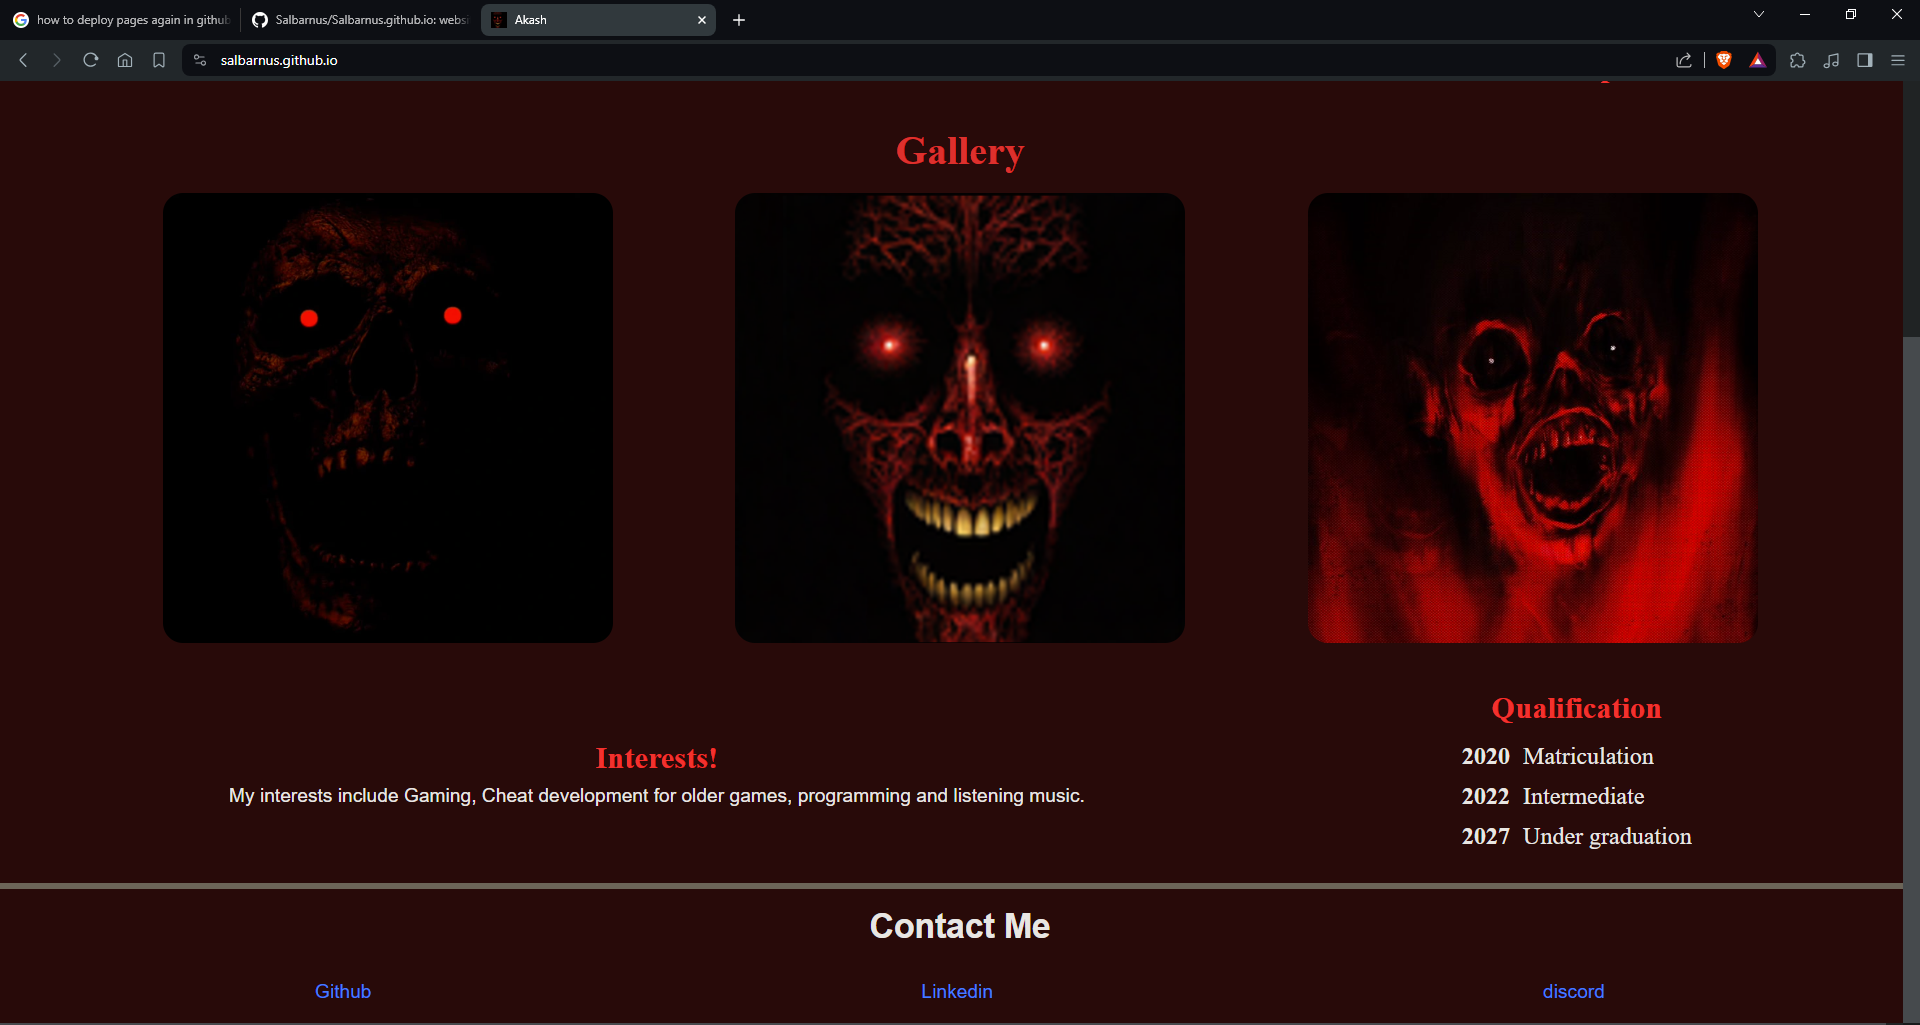 how to deploy pages again in github
Salbarnus/Salbarnus.github.io: websi
Akash
salbarnus.github.io
Gallery
Interests!
My interests include Gaming, Cheat development for older games, programming and listening music.
Qualification
2020 Matriculation
2022 Intermediate
2027 Under graduation
Contact Me
Github
Linkedin
discord